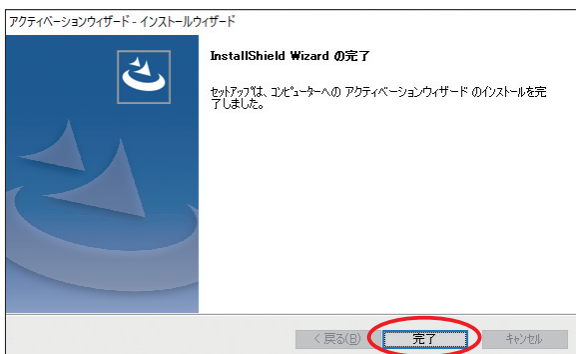 アクティベーションウィザード - インストールウィザード
InstallShield Wizard の完了
セットアップは、コンピューターへの アクティベーションウィザード のインストールを完
了しました。
< 戻る(B)
完了
キャンセル